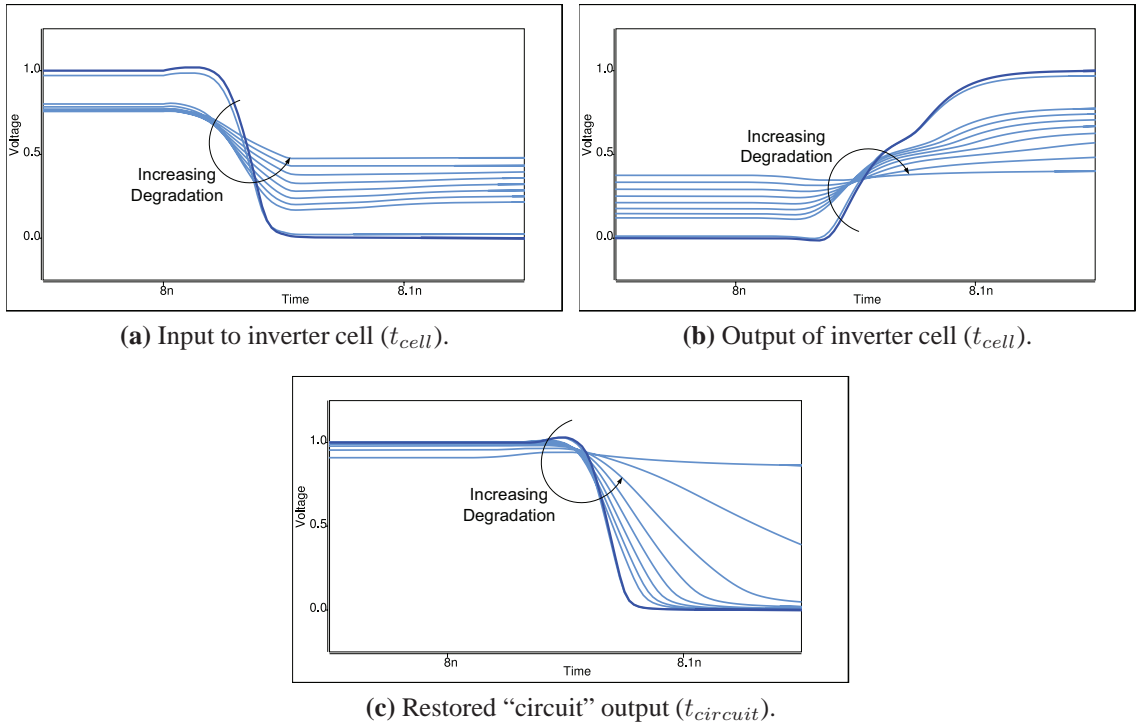 1.0
Voltage
0.5
0.0
Increasing
Degradation
8n
Time
8.1n
(a) Input to inverter cell (t_cell).
1.0
Voltage
0.5
0.0
Increasing
Degradation
8n
Time
8.1n
(b) Output of inverter cell (t_cell).
1.0
Voltage
0.5
0.0
Increasing
Degradation
8n
Time
8.1n
(c) Restored “circuit” output (t_circuit).